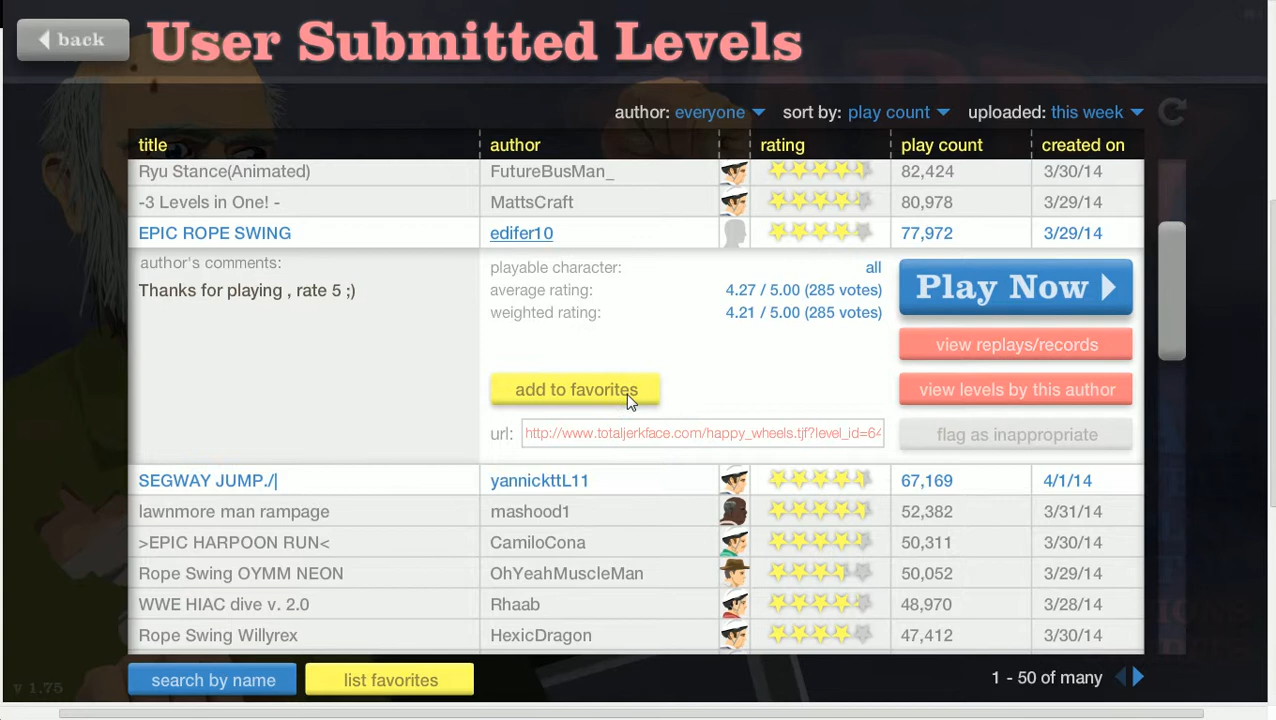 back
User Submitted Levels
author: everyone sort by: play count uploaded: this week
title author rating play count created on
Ryu Stance(Animated) FutureBusMan_ 82,424 3/30/14
-3 Levels in One! - MattsCraft 80,978 3/29/14
EPIC ROPE SWING edifer10 77,972 3/29/14
author's comments:
Thanks for playing , rate 5 ;)
playable character: all
average rating: 4.27 / 5.00 (285 votes)
weighted rating: 4.21 / 5.00 (285 votes)
Play Now
view replays/records
add to favorites
view levels by this author
url: http://www.totaljerkface.com/happy_wheels.tjf?level_id=64
flag as inappropriate
SEGWAY JUMP./| yannickttL11 67,169 4/1/14
lawnmore man rampage mashood1 52,382 3/31/14
>EPIC HARPOON RUN< CamiloCona 50,311 3/30/14
Rope Swing OYMM NEON OhYeahMuscleMan 50,052 3/29/14
WWE HIAC dive v. 2.0 Rhaab 48,970 3/28/14
Rope Swing Willyrex HexicDragon 47,412 3/30/14
search by name
list favorites
1 - 50 of many
v 1.75